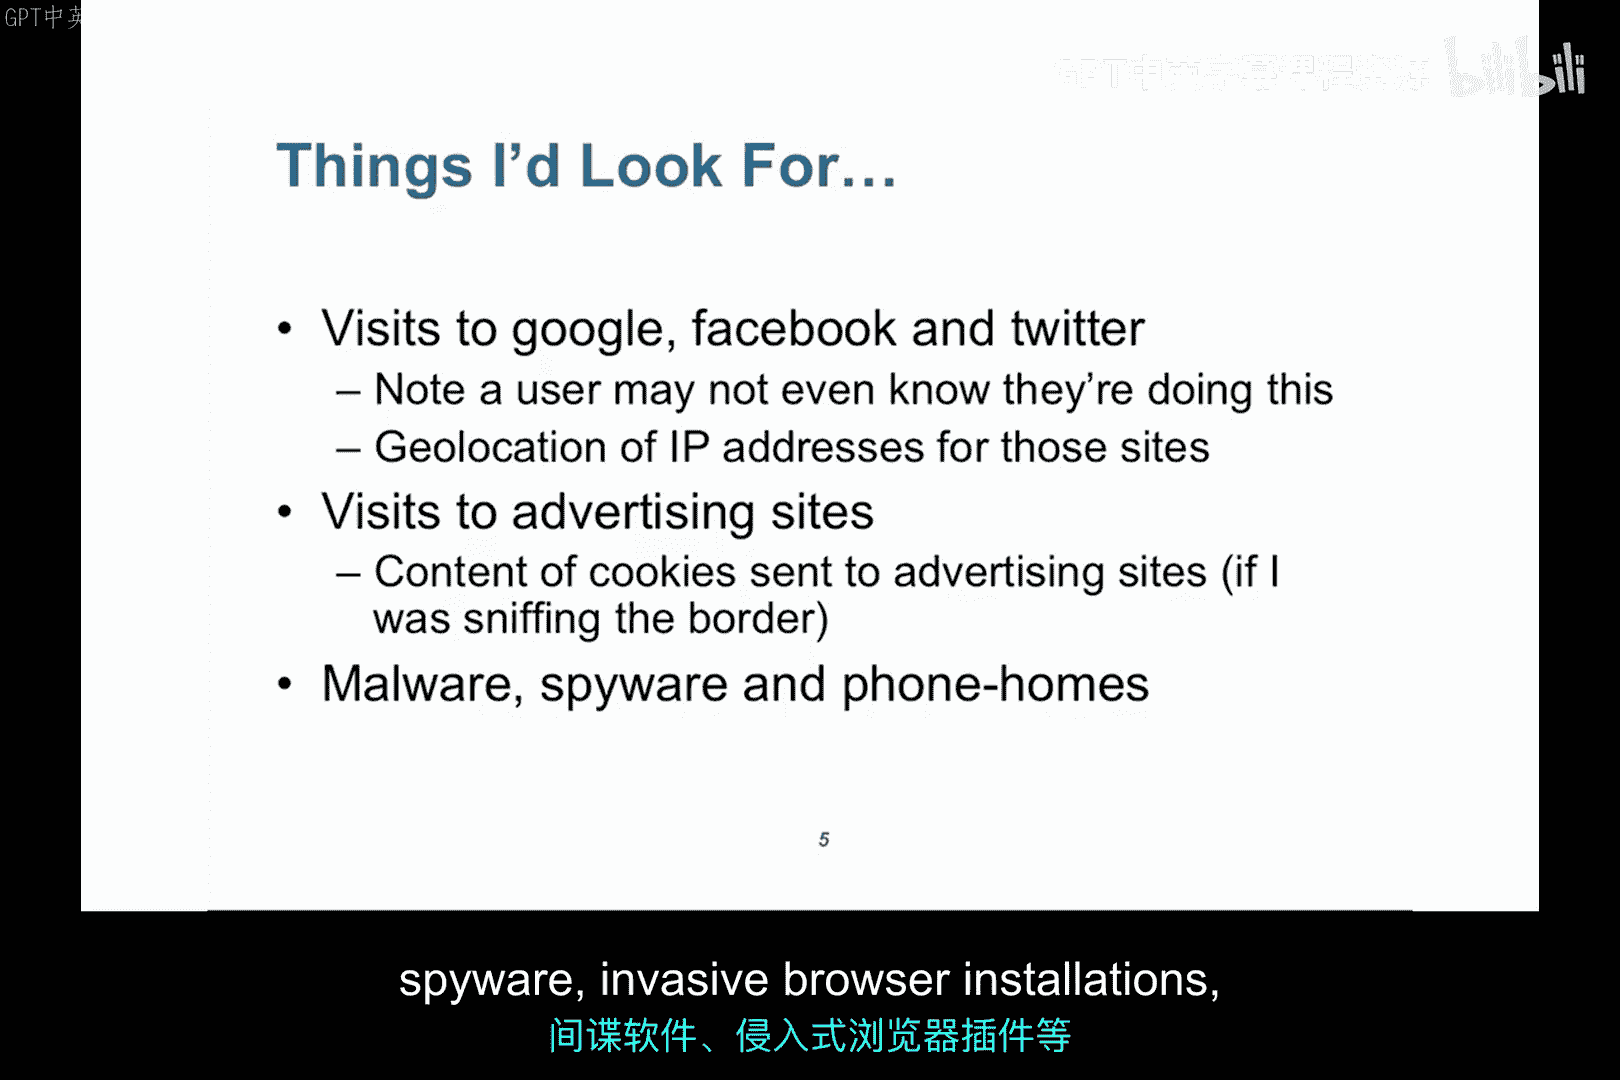 GPT中英
bilibili
Things I'd Look For…
• Visits to google, facebook and twitter
– Note a user may not even know they're doing this
– Geolocation of IP addresses for those sites
• Visits to advertising sites
– Content of cookies sent to advertising sites (if I
was sniffing the border)
• Malware, spyware and phone-homes
5
spyware, invasive browser installations,
间谍软件、侵入式浏览器插件等